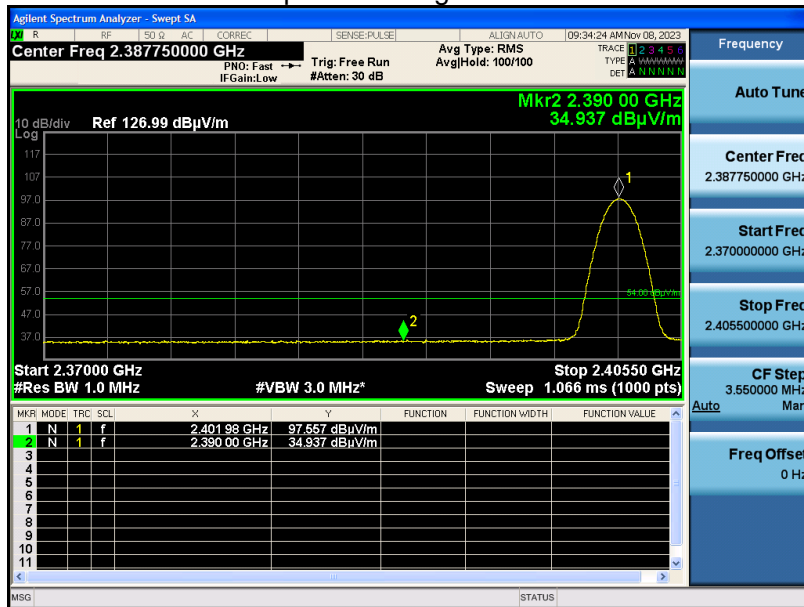 Agilent Spectrum Analyzer - Swept SA
LXI R RF 50 Ω AC CORREC SENSE:PULSE ALIGN AUTO 09:34:24 AM Nov 08, 2023
Center Freq 2.387750000 GHz
PNO: Fast
IFGain:Low
Trig: Free Run
#Atten: 30 dB
Avg Type: RMS
Avg|Hold: 100/100
TRACE 1 2 3 4 5 6
TYPE A WWWWW
DET A N N N N N
Mkr2 2.390 00 GHz
34.937 dBµV/m
10 dB/div Ref 126.99 dBµV/m
Log
117
107
97.0
87.0
77.0
67.0
57.0
47.0
37.0
1
2
54.00 dBµV/m
Start 2.37000 GHz Stop 2.40550 GHz
#Res BW 1.0 MHz #VBW 3.0 MHz* Sweep 1.066 ms (1000 pts)
MKR MODE TRC SCL X Y FUNCTION FUNCTION WIDTH FUNCTION VALUE
1 N 1 f 2.401 98 GHz 97.557 dBµV/m
2 N 1 f 2.390 00 GHz 34.937 dBµV/m
3
4
5
6
7
8
9
10
11
MSG STATUS
Frequency
Auto Tune
Center Freq
2.387750000 GHz
Start Freq
2.370000000 GHz
Stop Freq
2.405500000 GHz
CF Step
3.550000 MHz
Auto Man
Freq Offset
0 Hz